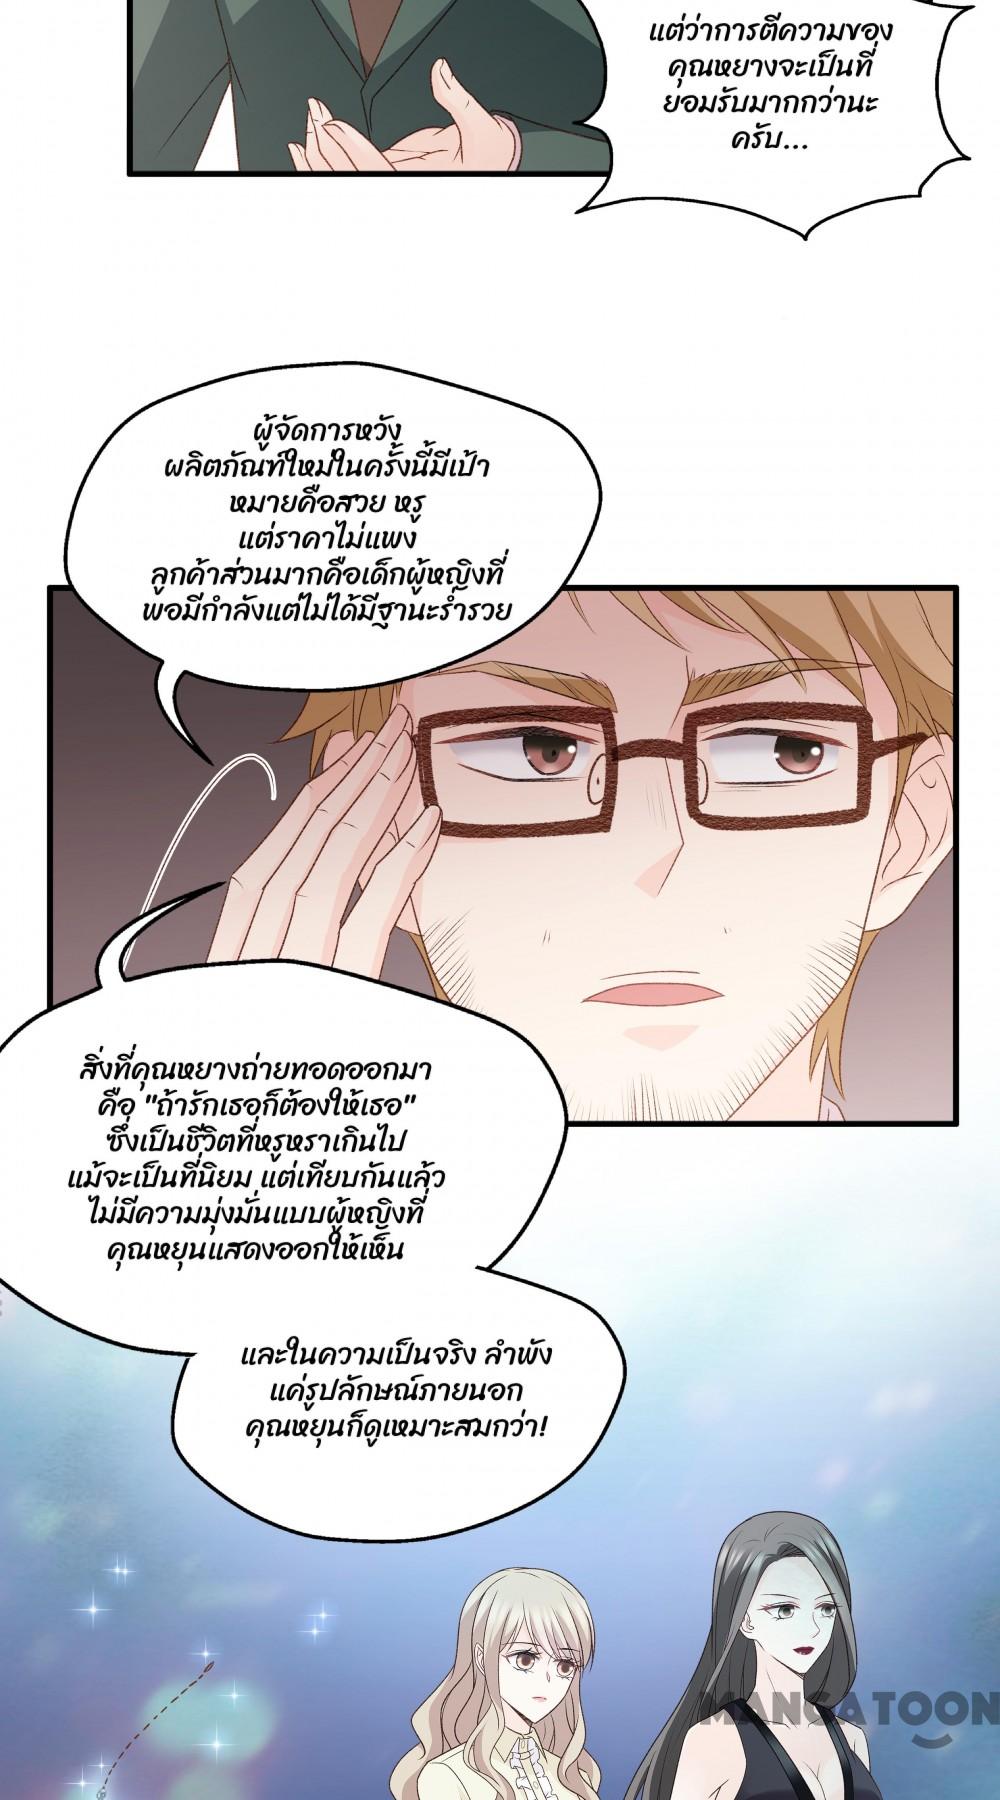 แต่ว่าการตีความของ
คุณหยางจะเป็นที่
ยอมรับมากกว่านะ
ครับ...
ผู้จัดการหวัง
ผลิตภัณฑ์ใหม่ในครั้งนี้มีเป้า
หมายคือสวย หรู
แต่ราคาไม่แพง
ลูกค้าส่วนมากคือเด็กผู้หญิงที่
พอมีกำลังแต่ไม่ได้มีฐานะร่ำรวย
สิ่งที่คุณหยางถ่ายทอดออกมา
คือ "ถ้ารักเธอก็ต้องให้เธอ"
ซึ่งเป็นชีวิตที่หรูหราเกินไป
แม้จะเป็นที่นิยม แต่เทียบกันแล้ว
ไม่มีความมุ่งมั่นแบบผู้หญิงที่
คุณหยุนแสดงออกให้เห็น
และในความเป็นจริง ลำพัง
แค่รูปลักษณ์ภายนอก
คุณหยุนก็ดูเหมาะสมกว่า!
MANGATOON